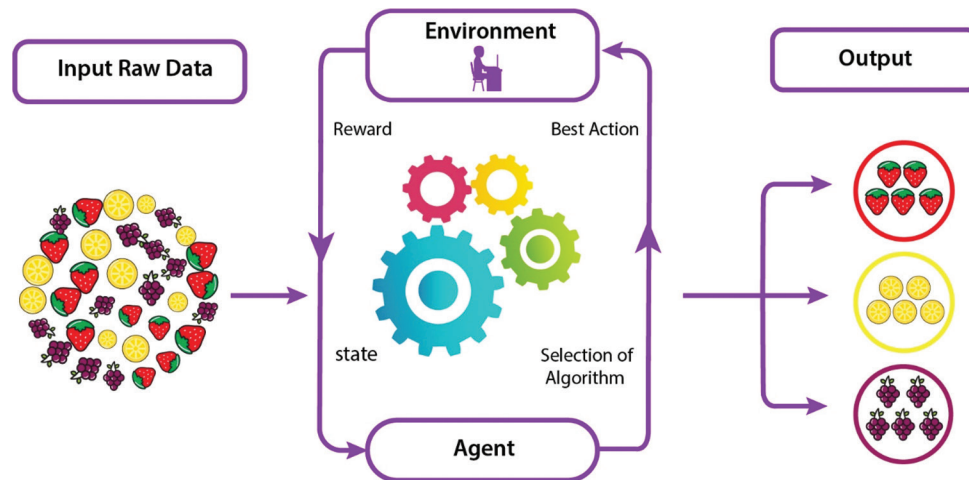 Input Raw Data
Environment
Output
Reward
Best Action
state
Selection of
Algorithm
Agent